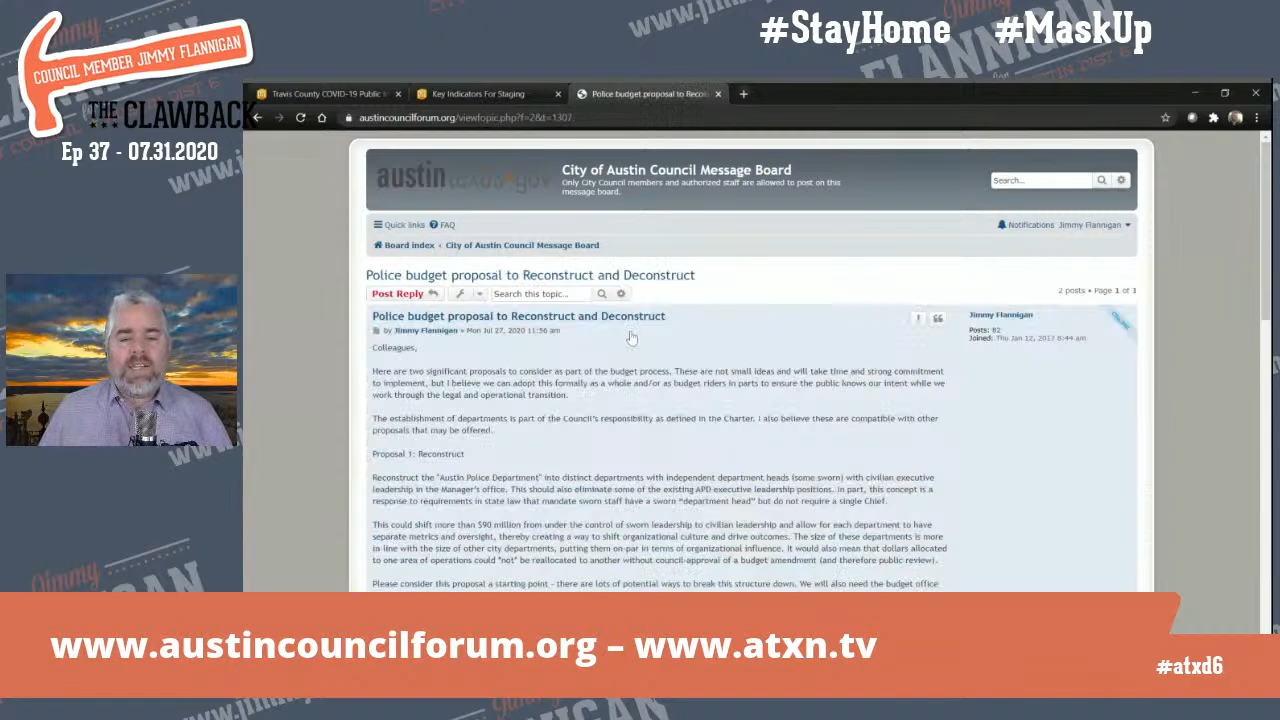 #StayHome #MaskUp
COUNCIL MEMBER JIMMY FLANNIGAN
THE CLAWBACK
Ep 37 - 07.31.2020
Travis County COVID-19 Public
Key Indicators For Staging
Police budget proposal to Reco
austincouncilforum.org/viewtopic.php?f=2&t=1307
austintexas.gov
City of Austin Council Message Board
Only City Council members and authorized staff are allowed to post on this
message board.
Search...
Quick links FAQ
Notifications Jimmy Flannigan
Board index ‹ City of Austin Council Message Board
Police budget proposal to Reconstruct and Deconstruct
Post Reply
Search this topic...
2 posts • Page 1 of 1
Police budget proposal to Reconstruct and Deconstruct
by Jimmy Flannigan » Mon Jul 27, 2020 11:56 am
Jimmy Flannigan
Posts: 82
Joined: Thu Jan 12, 2017 8:44 am
Colleagues,
Here are two significant proposals to consider as part of the budget process. These are not small ideas and will take time and strong commitment
to implement, but I believe we can adopt this formally as a whole and/or as budget riders in parts to ensure the public knows our intent while we
work through the legal and operational transition.
The establishment of departments is part of the Council's responsibility as defined in the Charter. I also believe these are compatible with other
proposals that may be offered.
Proposal 1: Reconstruct
Reconstruct the "Austin Police Department" into distinct departments with independent department heads (some sworn) with civilian executive
leadership in the Manager's office. This should also eliminate some of the existing APD executive leadership positions. In part, this concept is a
response to requirements in state law that mandate sworn staff have a sworn "department head" but do not require a single Chief.
This could shift more than $90 million from under the control of sworn leadership to civilian leadership and allow for each department to have
separate metrics and oversight, thereby creating a way to shift organizational culture and drive outcomes. The size of these departments is more
in line with the size of other city departments, putting them on-par in terms of organizational influence. It would also mean that dollars allocated
to one area of operations could *not* be reallocated to another without council-approval of a budget amendment (and therefore public review).
Please consider this proposal a starting point - there are lots of potential ways to break this structure down. We will also need the budget office
www.austincouncilforum.org – www.atxn.tv
#atxd6